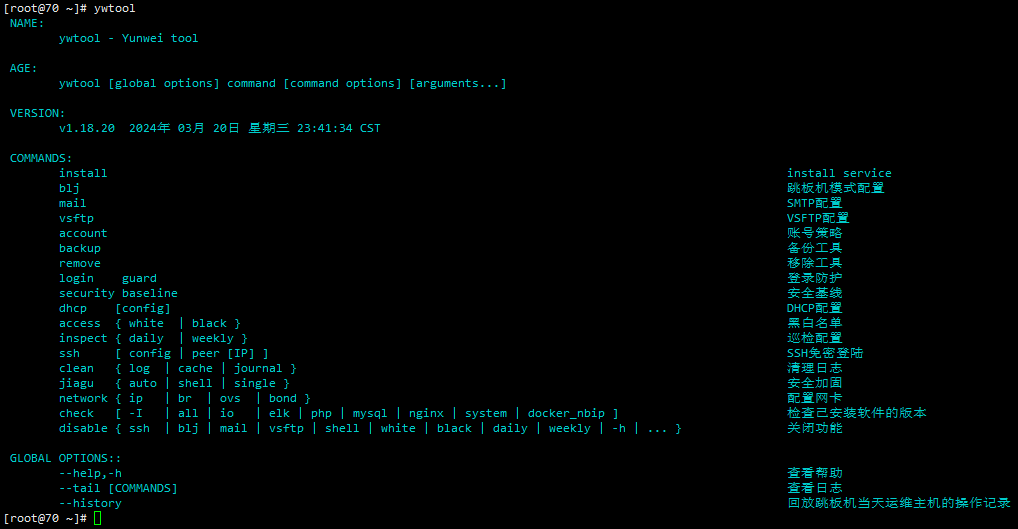 [root@70 ~]# ywtool
NAME:
ywtool - Yunwei tool
AGE:
ywtool [global options] command [command options] [arguments...]
VERSION:
v1.18.20  2024年 03月 20日 星期三 23:41:34 CST
COMMANDS:
install install service
blj 跳板机模式配置
mail SMTP配置
vsftp VSFTP配置
account 账号策略
backup 备份工具
remove 移除工具
login    guard 登录防护
security baseline 安全基线
dhcp    [config] DHCP配置
access  { white  | black } 黑白名单
inspect { daily  | weekly } 巡检配置
ssh     [ config | peer [IP] ] SSH免密登陆
clean   { log  | cache | journal } 清理日志
jiagu   { auto | shell | single } 安全加固
network { ip   | br  | ovs  | bond } 配置网卡
check   [ -I   | all | io   | elk | php | mysql | nginx | system | docker_nbip ] 检查已安装软件的版本
disable { ssh  | blj | mail | vsftp | shell | white | black | daily | weekly | -h | ... } 关闭功能
GLOBAL OPTIONS::
--help,-h 查看帮助
--tail [COMMANDS] 查看日志
--history 回放跳板机当天运维主机的操作记录
[root@70 ~]#